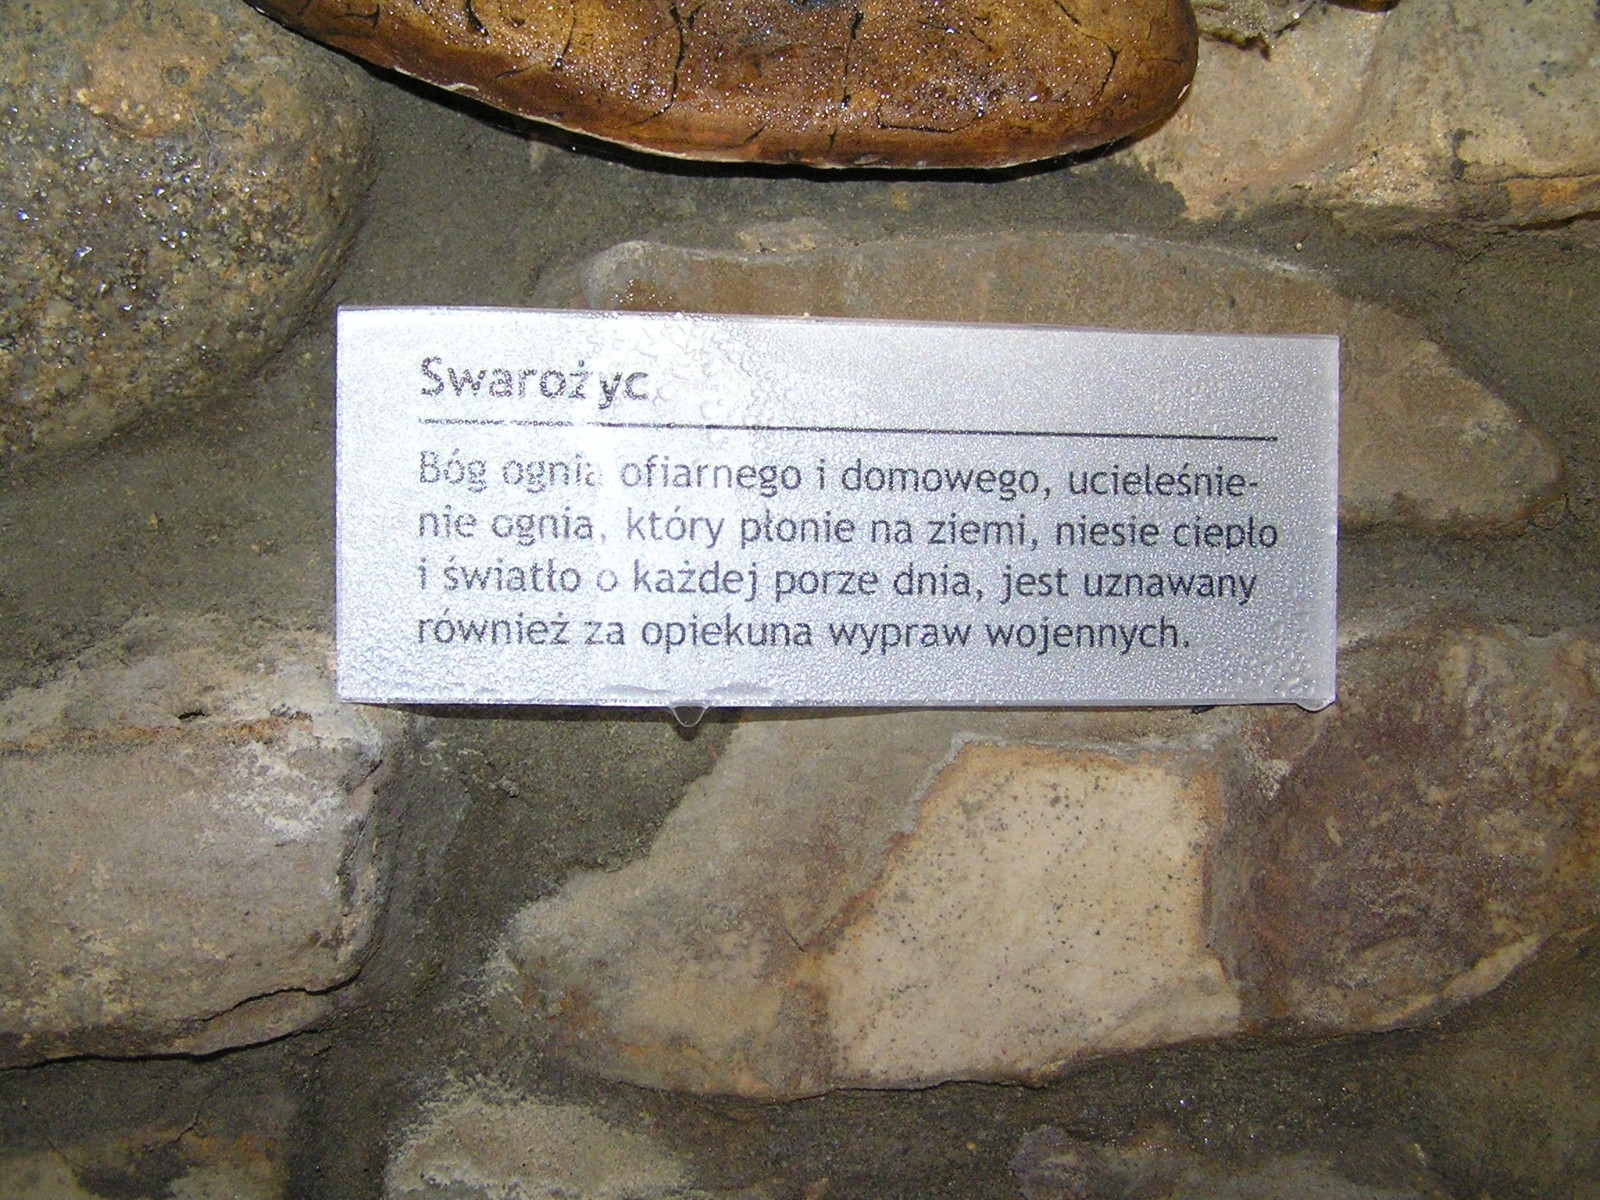 Swarożyc
Bóg ognia ofiarnego i domowego, ucieleśnie-
nie ognia, który płonie na ziemi, niesie ciepło
i światło o każdej porze dnia, jest uznawany
również za opiekuna wypraw wojennych.